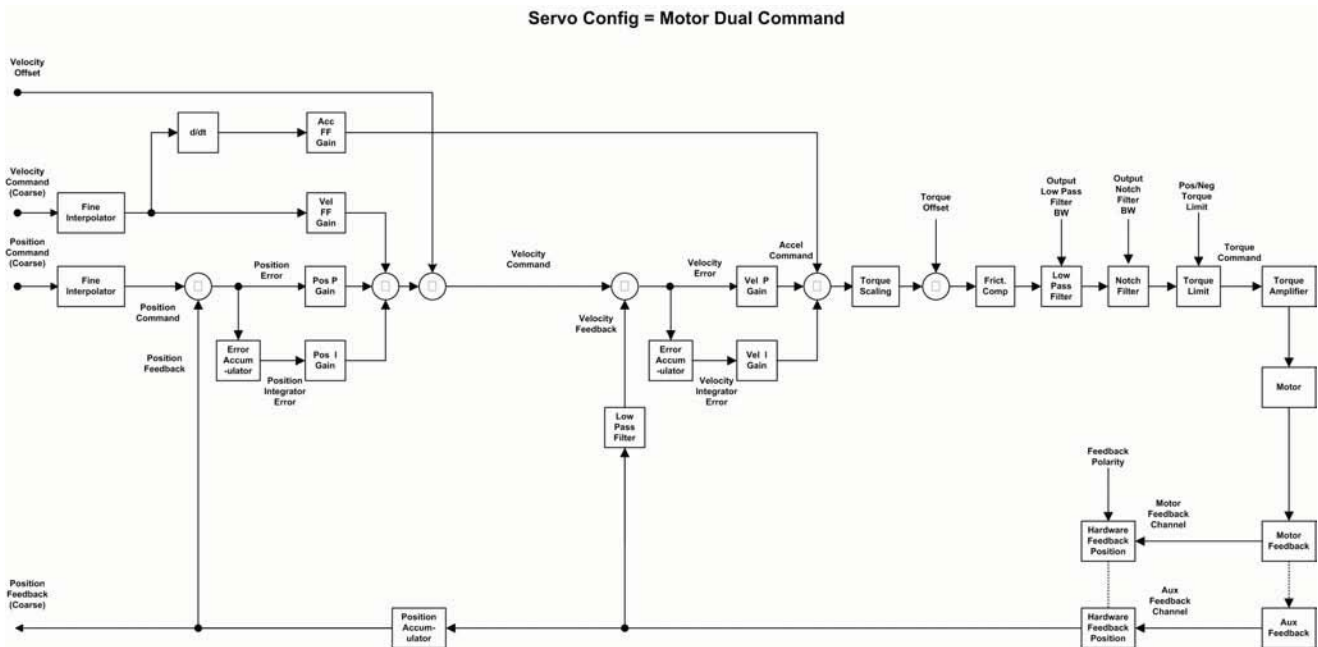 Servo Config = Motor Dual Command
Velocity
Offset
d/dt
Acc
FF
Gain
Velocity
Command
(Coarse)
Fine
Interpolator
Vel
FF
Gain
Torque
Offset
Output
Low Pass
Filter
BW
Output
Notch
Filter
BW
Pos/Neg
Torque
Limit
Position
Command
(Coarse)
Fine
Interpolator
Position
Command
Position
Error
Pos P
Gain
Velocity
Command
Velocity
Error
Vel P
Gain
Accel
Command
Torque
Scaling
Frict.
Comp
Low
Pass
Filter
Notch
Filter
Torque
Limit
Torque
Command
Torque
Amplifier
Position
Feedback
Error
Accum
-ulator
Position
Integrator
Error
Pos I
Gain
Velocity
Feedback
Error
Accum
-ulator
Velocity
Integrator
Error
Vel I
Gain
Motor
Low
Pass
Filter
Feedback
Polarity
Motor
Feedback
Channel
Hardware
Feedback
Position
Motor
Feedback
Position
Feedback
(Coarse)
Position
Accum-
ulator
Aux
Feedback
Channel
Hardware
Feedback
Position
Aux
Feedback